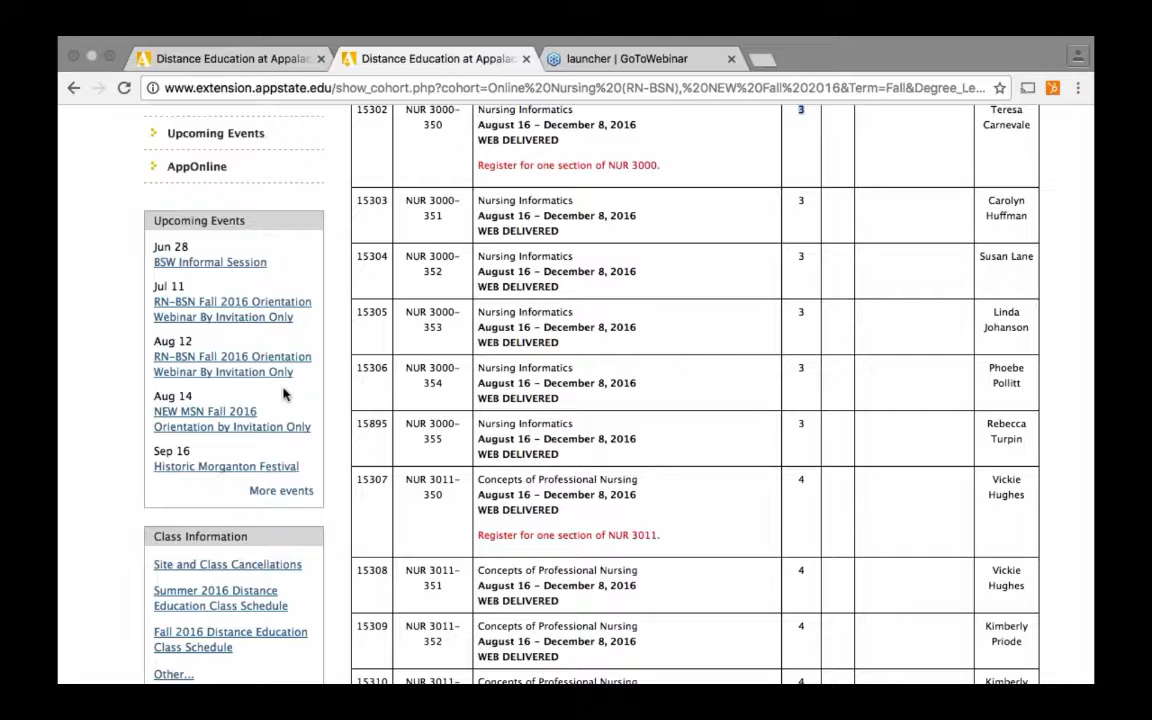 Distance Education at Appalac
Distance Education at Appalac
launcher | GoToWebinar
www.extension.appstate.edu/show_cohort.php?cohort=Online%20Nursing%20(RN-BSN),%20NEW%20Fall%202016&Term=Fall&Degree_Le...
Upcoming Events
AppOnline
Upcoming Events
Jun 28
BSW Informal Session
Jul 11
RN-BSN Fall 2016 Orientation
Webinar By Invitation Only
Aug 12
RN-BSN Fall 2016 Orientation
Webinar By Invitation Only
Aug 14
NEW MSN Fall 2016
Orientation by Invitation Only
Sep 16
Historic Morganton Festival
More events
Class Information
Site and Class Cancellations
Summer 2016 Distance
Education Class Schedule
Fall 2016 Distance Education
Class Schedule
Other...
15302 NUR 3000- Nursing Informatics 3 Teresa
350 August 16 - December 8, 2016 Carnevale
WEB DELIVERED
Register for one section of NUR 3000.
15303 NUR 3000- Nursing Informatics 3 Carolyn
351 August 16 - December 8, 2016 Huffman
WEB DELIVERED
15304 NUR 3000- Nursing Informatics 3 Susan Lane
352 August 16 - December 8, 2016
WEB DELIVERED
15305 NUR 3000- Nursing Informatics 3 Linda
353 August 16 - December 8, 2016 Johanson
WEB DELIVERED
15306 NUR 3000- Nursing Informatics 3 Phoebe
354 August 16 - December 8, 2016 Pollitt
WEB DELIVERED
15895 NUR 3000- Nursing Informatics 3 Rebecca
355 August 16 - December 8, 2016 Turpin
WEB DELIVERED
15307 NUR 3011- Concepts of Professional Nursing 4 Vickie
350 August 16 - December 8, 2016 Hughes
WEB DELIVERED
Register for one section of NUR 3011.
15308 NUR 3011- Concepts of Professional Nursing 4 Vickie
351 August 16 - December 8, 2016 Hughes
WEB DELIVERED
15309 NUR 3011- Concepts of Professional Nursing 4 Kimberly
352 August 16 - December 8, 2016 Priode
WEB DELIVERED
15310 NUR 3011- Concepts of Professional Nursing 4 Kimberly